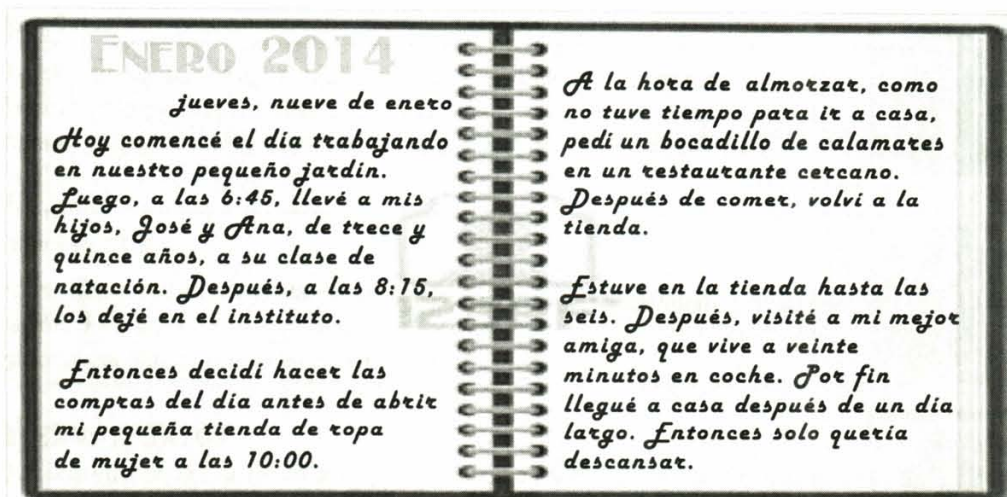 ENERO 2014
jueves, nueve de enero
Hoy comencé el día trabajando
en nuestro pequeño jardín.
Luego, a las 6:45, llevé a mis
hijos, José y Ana, de trece y
quince años, a su clase de
natación. Después, a las 8:15,
los dejé en el instituto.
Entonces decidí hacer las
compras del día antes de abrir
mi pequeña tienda de ropa
de mujer a las 10:00.
A la hora de almorzar, como
no tuve tiempo para ir a casa,
pedí un bocadillo de calamares
en un restaurante cercano.
Después de comer, volví a la
tienda.
Estuve en la tienda hasta las
seis. Después, visité a mi mejor
amiga, que vive a veinte
minutos en coche. Por fin
llegué a casa después de un día
largo. Entonces solo quería
descansar.